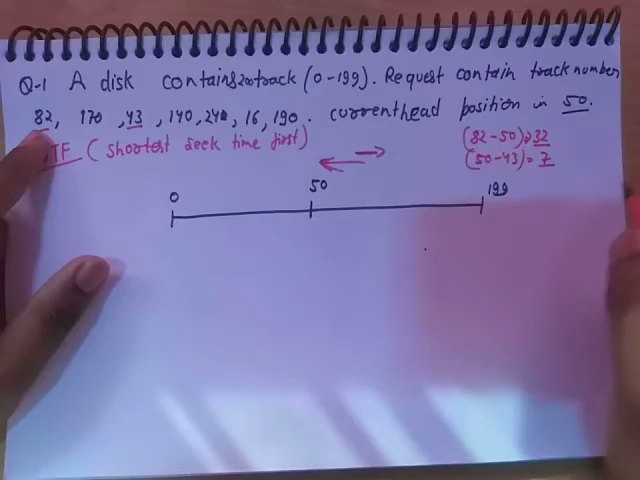 Q-1 A disk contains 200 track (0-199). Request contain track number
82, 170, 43, 140, 24, 16, 190. current head position in 50.
TF (shortest seek time first)
(82-50)=32
(50-43)=7
0 50 199